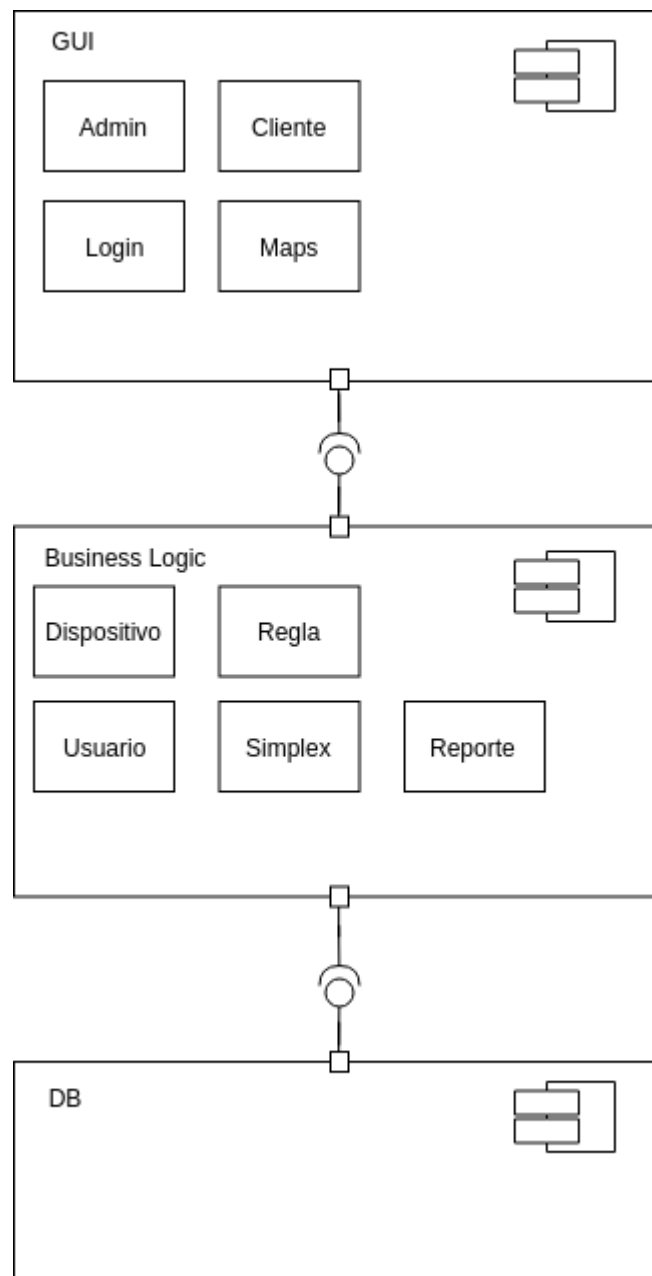 GUI
Admin
Cliente
Login
Maps
Business Logic
Dispositivo
Regla
Usuario
Simplex
Reporte
DB